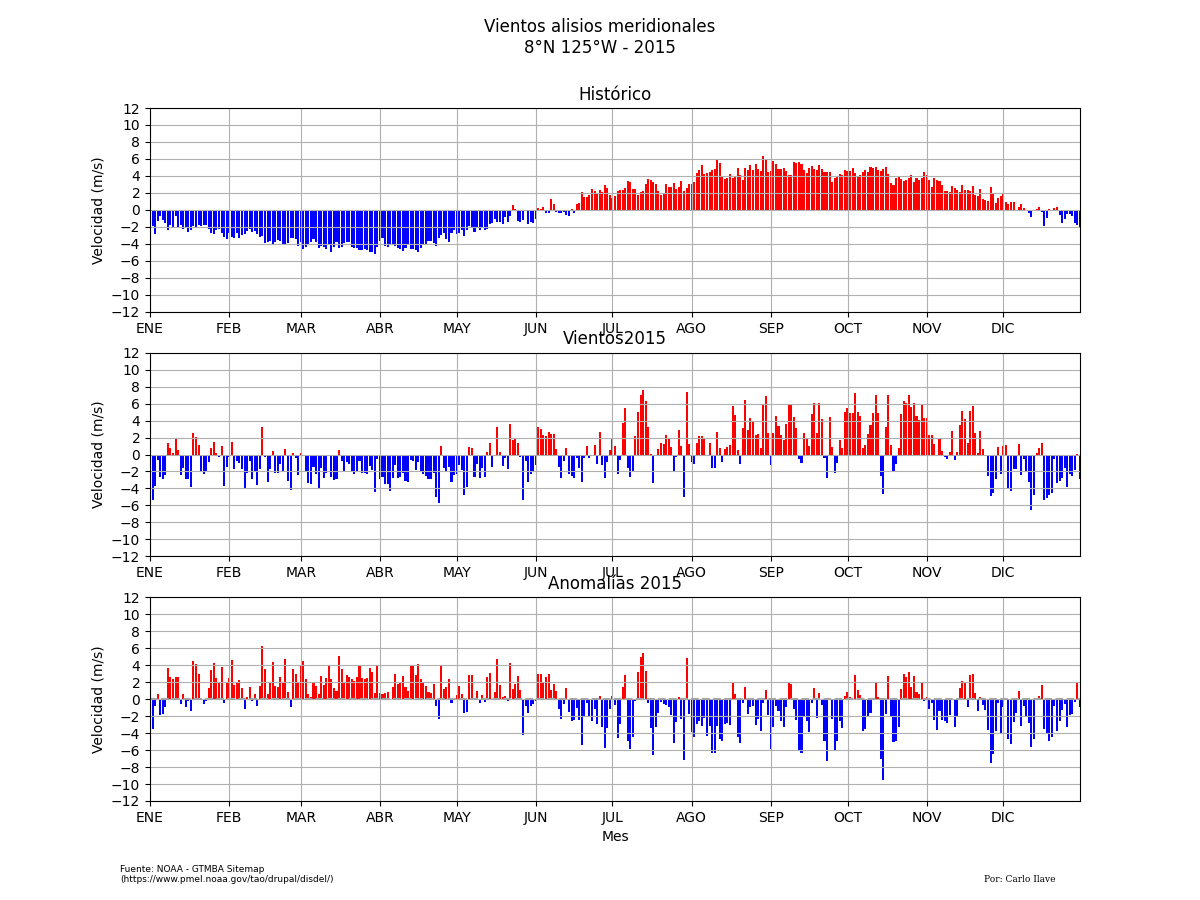 Vientos alisios meridionales
8°N 125°W - 2015
Histórico
Velocidad (m/s)
12
10
8
6
4
2
0
−2
−4
−6
−8
−10
−12
ENE FEB MAR ABR MAY JUN JUL AGO SEP OCT NOV DIC
Vientos2015
Velocidad (m/s)
12
10
8
6
4
2
0
−2
−4
−6
−8
−10
−12
ENE FEB MAR ABR MAY JUN JUL AGO SEP OCT NOV DIC
Anomalías 2015
Velocidad (m/s)
12
10
8
6
4
2
0
−2
−4
−6
−8
−10
−12
ENE FEB MAR ABR MAY JUN JUL AGO SEP OCT NOV DIC
Mes
Fuente: NOAA - GTMBA Sitemap
(https://www.pmel.noaa.gov/tao/drupal/disdel/)
Por: Carlo Ilave